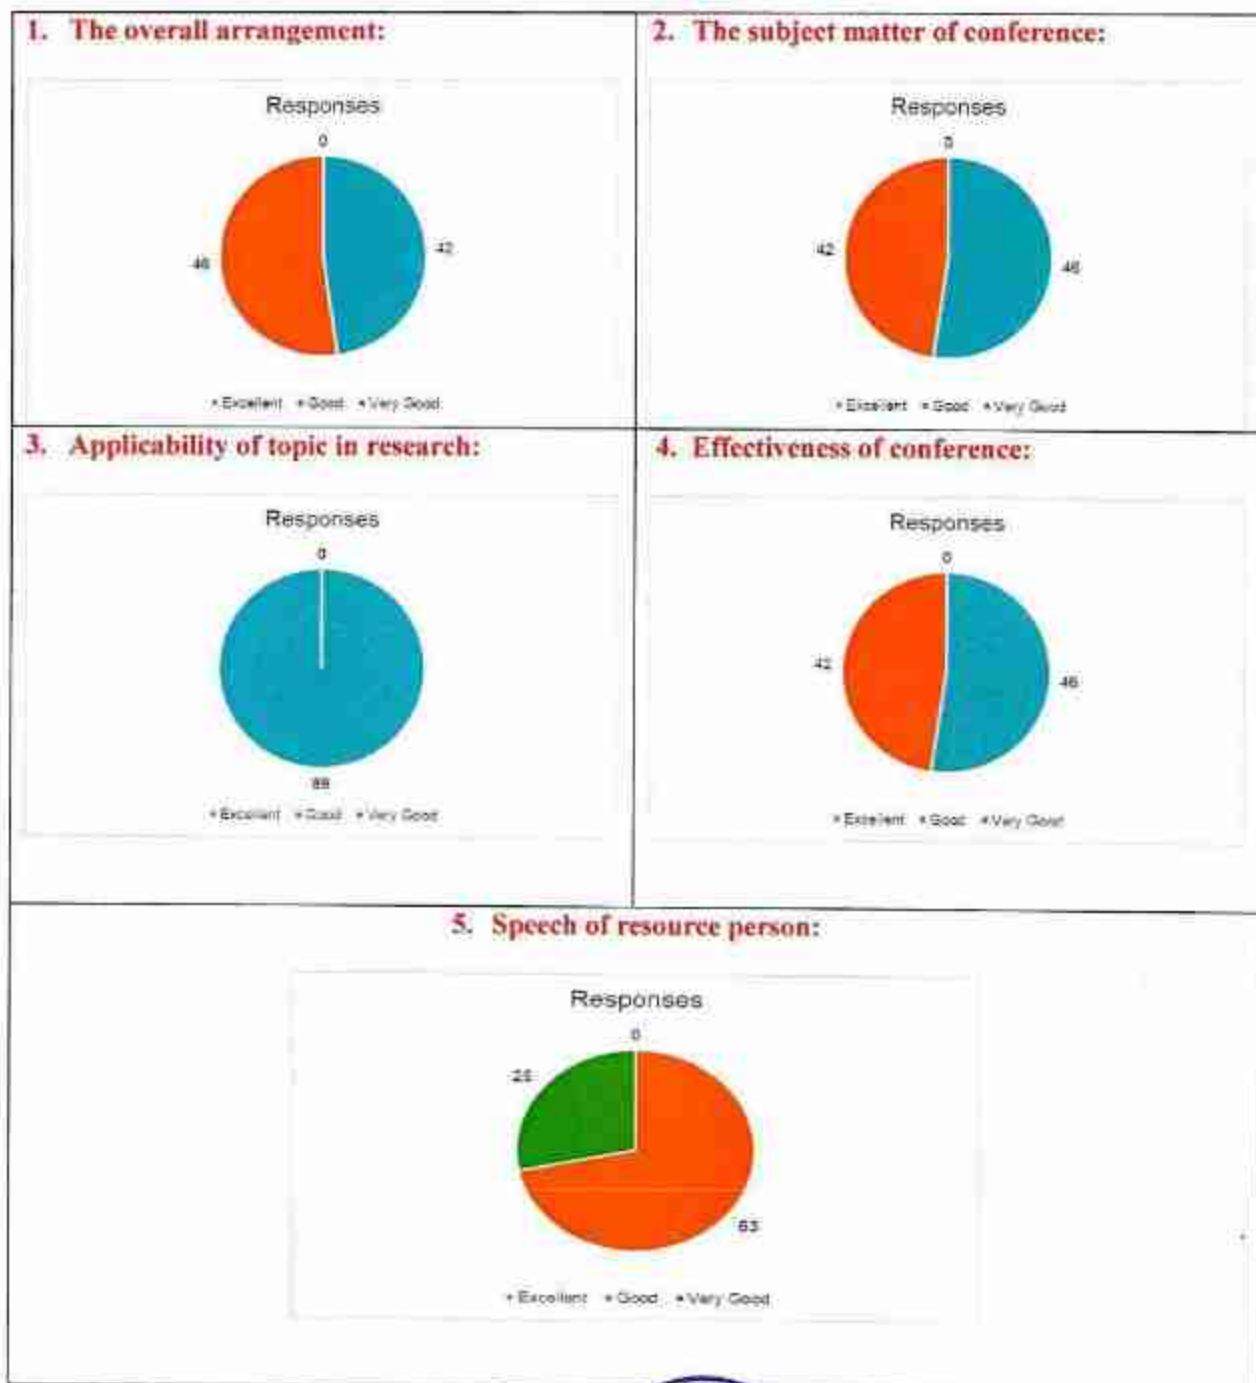 1. The overall arrangement:
Responses
0
46
42
Excellent Good Very Good
2. The subject matter of conference:
Responses
0
42
46
Excellent Good Very Good
3. Applicability of topic in research:
Responses
0
Excellent Good Very Good
4. Effectiveness of conference:
Responses
0
42
46
Excellent Good Very Good
5. Speech of resource person:
Responses
0
63
Excellent Good Very Good